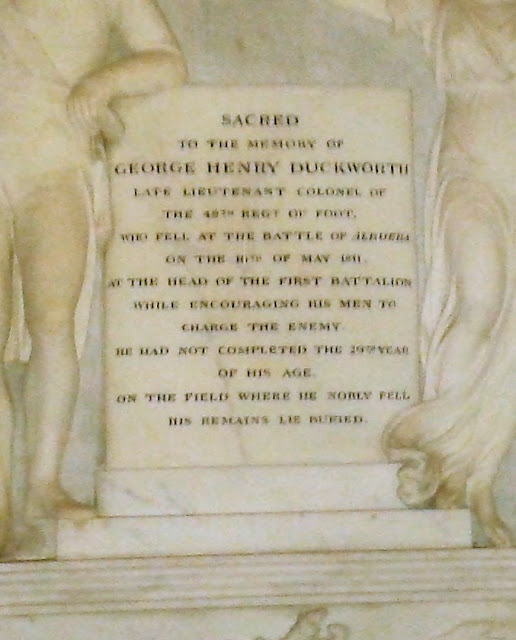 SACRED
TO THE MEMORY OF
GEORGE HENRY DUCKWORTH
LATE LIEUTENANT COLONEL OF
THE 48TH REGT OF FOOT,
WHO FELL AT THE BATTLE OF ALBUERA
ON THE 16TH OF MAY 1811,
AT THE HEAD OF THE FIRST BATTALION
WHILE ENCOURAGING HIS MEN TO
CHARGE THE ENEMY.
HE HAD NOT COMPLETED THE 29TH YEAR
OF HIS AGE.
ON THE FIELD WHERE HE NOBLY FELL
HIS REMAINS LIE BURIED.